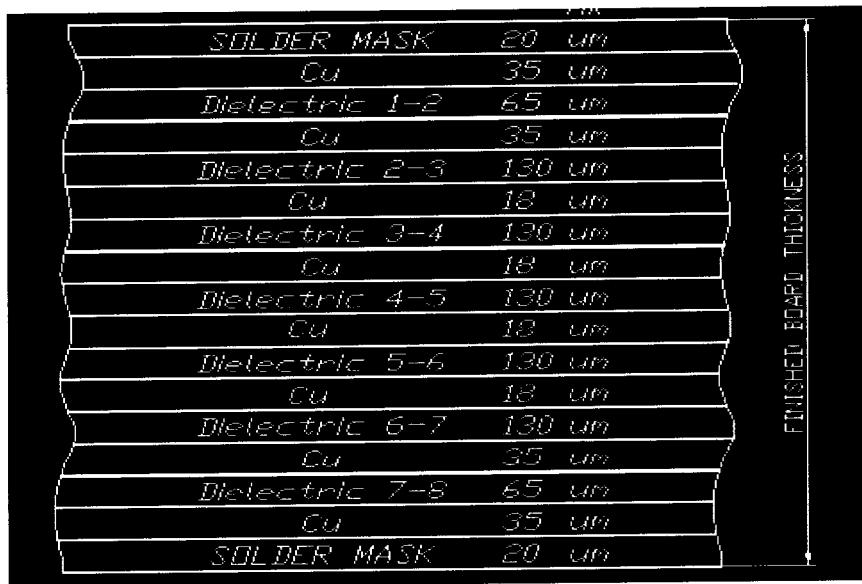 SOLDER MASK 20 um
Cu 35 um
Dielectric 1-2 65 um
Cu 35 um
Dielectric 2-3 130 um
Cu 18 um
Dielectric 3-4 130 um
Cu 18 um
Dielectric 4-5 130 um
Cu 18 um
Dielectric 5-6 130 um
Cu 18 um
Dielectric 6-7 130 um
Cu 35 um
Dielectric 7-8 65 um
Cu 35 um
SOLDER MASK 20 um
FINISHED BOARD THICKNESS